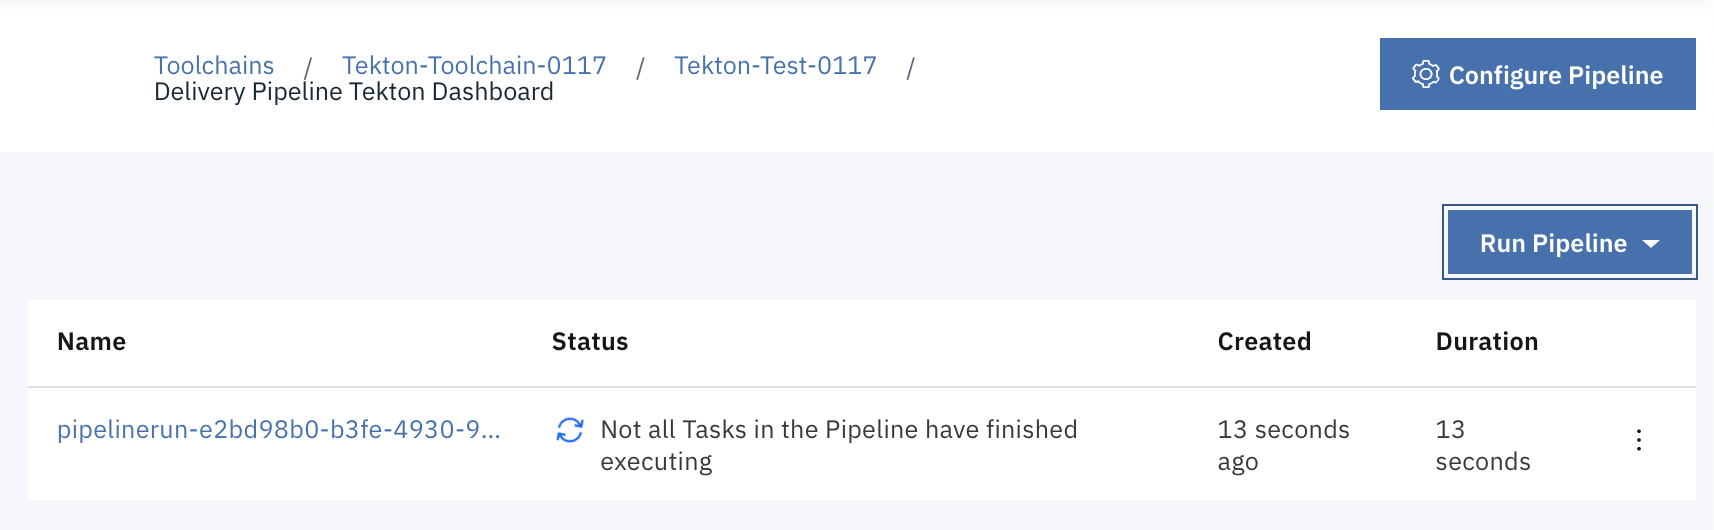 Toolchains / Tekton-Toolchain-0117 / Tekton-Test-0117 /
Delivery Pipeline Tekton Dashboard
Configure Pipeline
Run Pipeline
Name Status Created Duration
pipelinerun-e2bd98b0-b3fe-4930-9... Not all Tasks in the Pipeline have finished 13 seconds 13
executing ago seconds